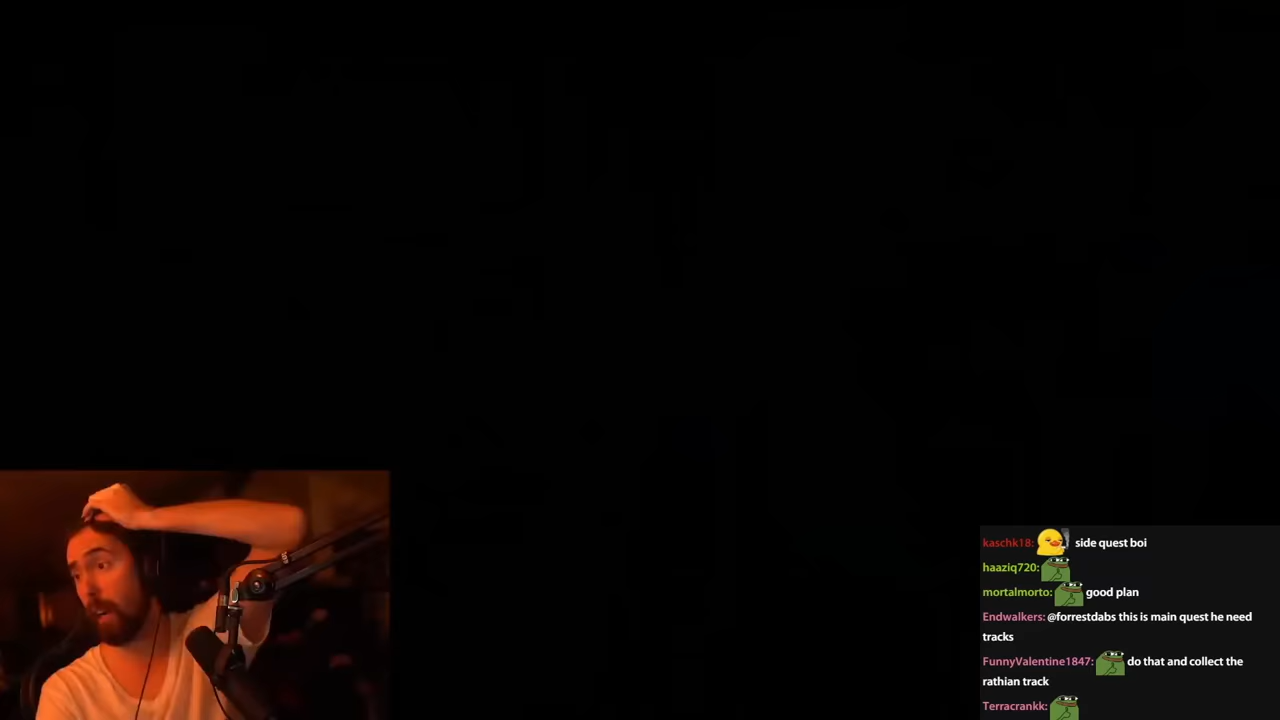 kaschk18: side quest boi
haaziq720:
mortalmorto: good plan
Endwalkers: @forrestdabs this is main quest he need
tracks
FunnyValentine1847: do that and collect the
rathian track
Terracrankk: